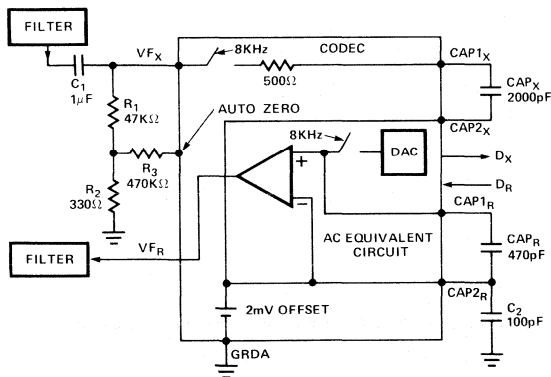 FILTER
VFX
8KHz
CODEC
CAP1X
C1
1μF
500Ω
CAPX
2000pF
R1
47KΩ
AUTO ZERO
CAP2X
8KHz
DAC
DX
R3
470KΩ
DR
R2
330Ω
+
−
CAP1R
VFR
FILTER
AC EQUIVALENT
CIRCUIT
CAPR
470pF
CAP2R
2mV OFFSET
C2
100pF
GRDA